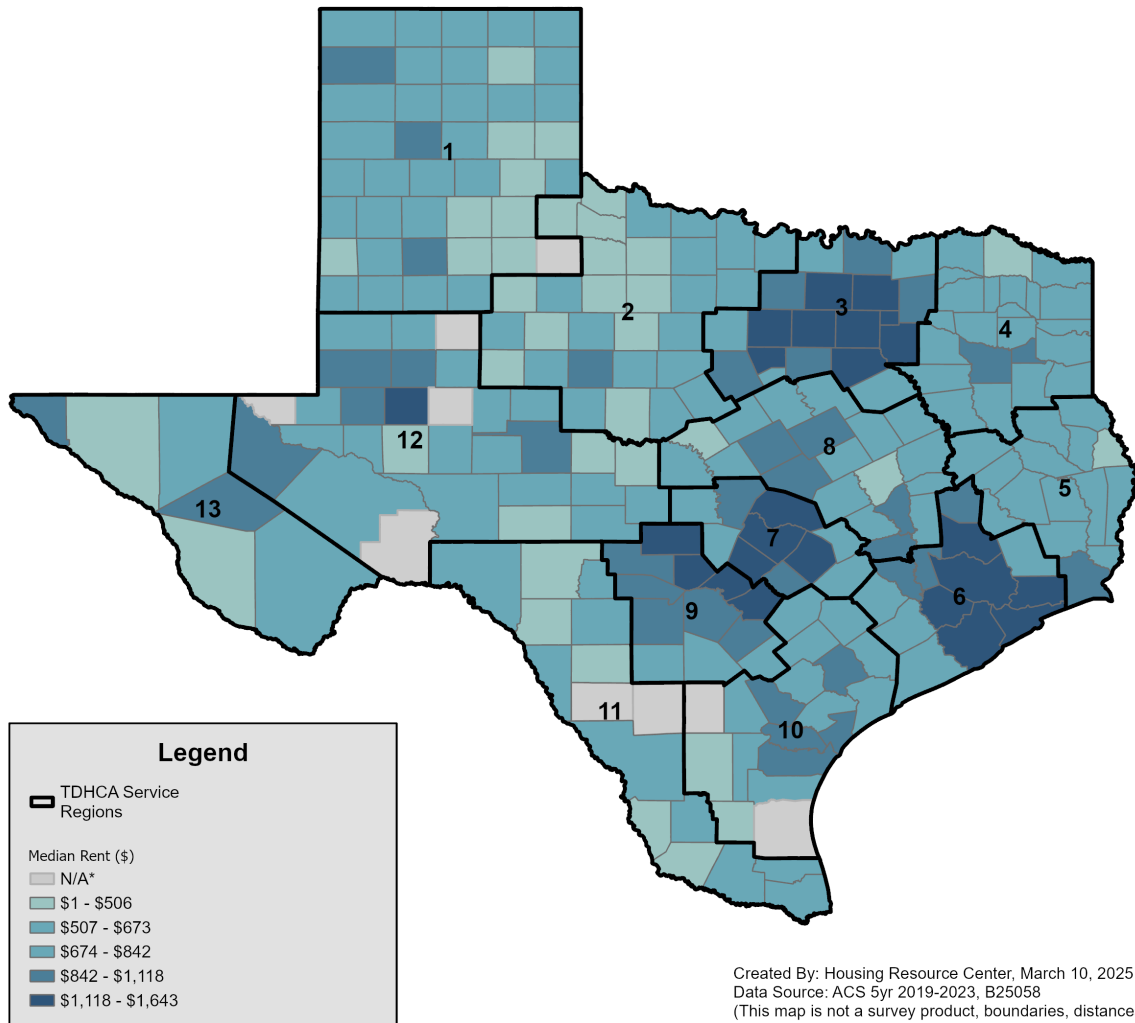 1
2
3
4
12
8
5
13
7
6
9
11
10
Legend
TDHCA Service
Regions
Median Rent ($)
N/A*
$1 - $506
$507 - $673
$674 - $842
$842 - $1,118
$1,118 - $1,643
Created By: Housing Resource Center, March 10, 2025
Data Source: ACS 5yr 2019-2023, B25058
(This map is not a survey product, boundaries, distance